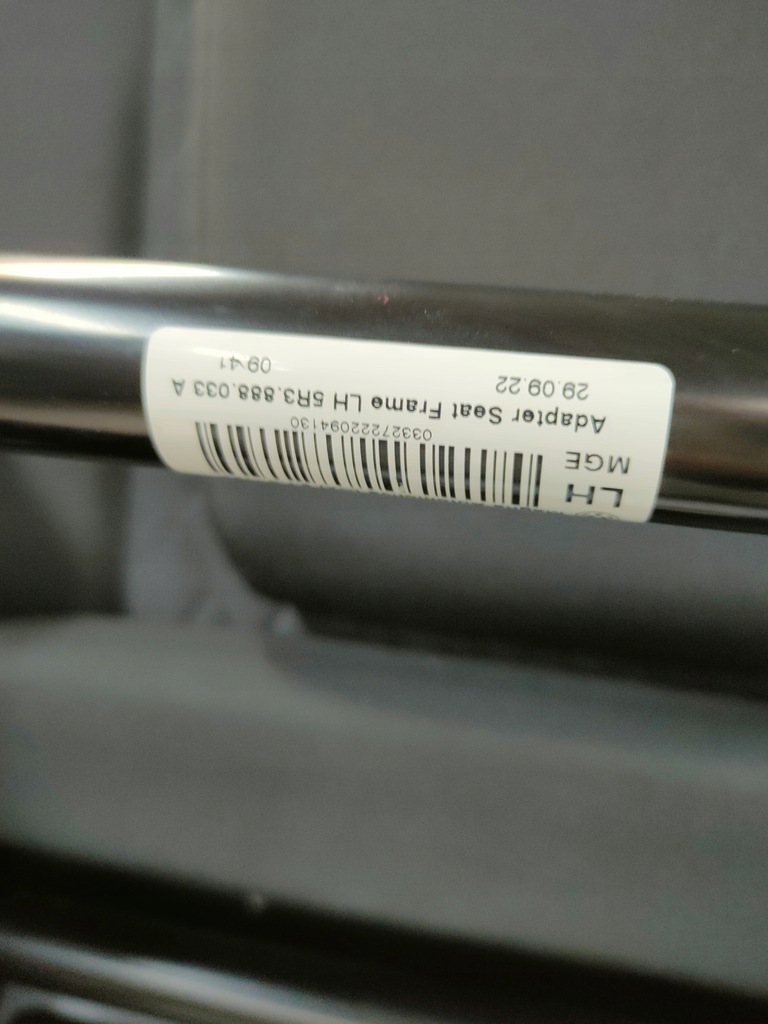 LH
MGE
03327222094130
Adapter Seat Frame LH 5R3.888.033 A
29.09.22 09:41